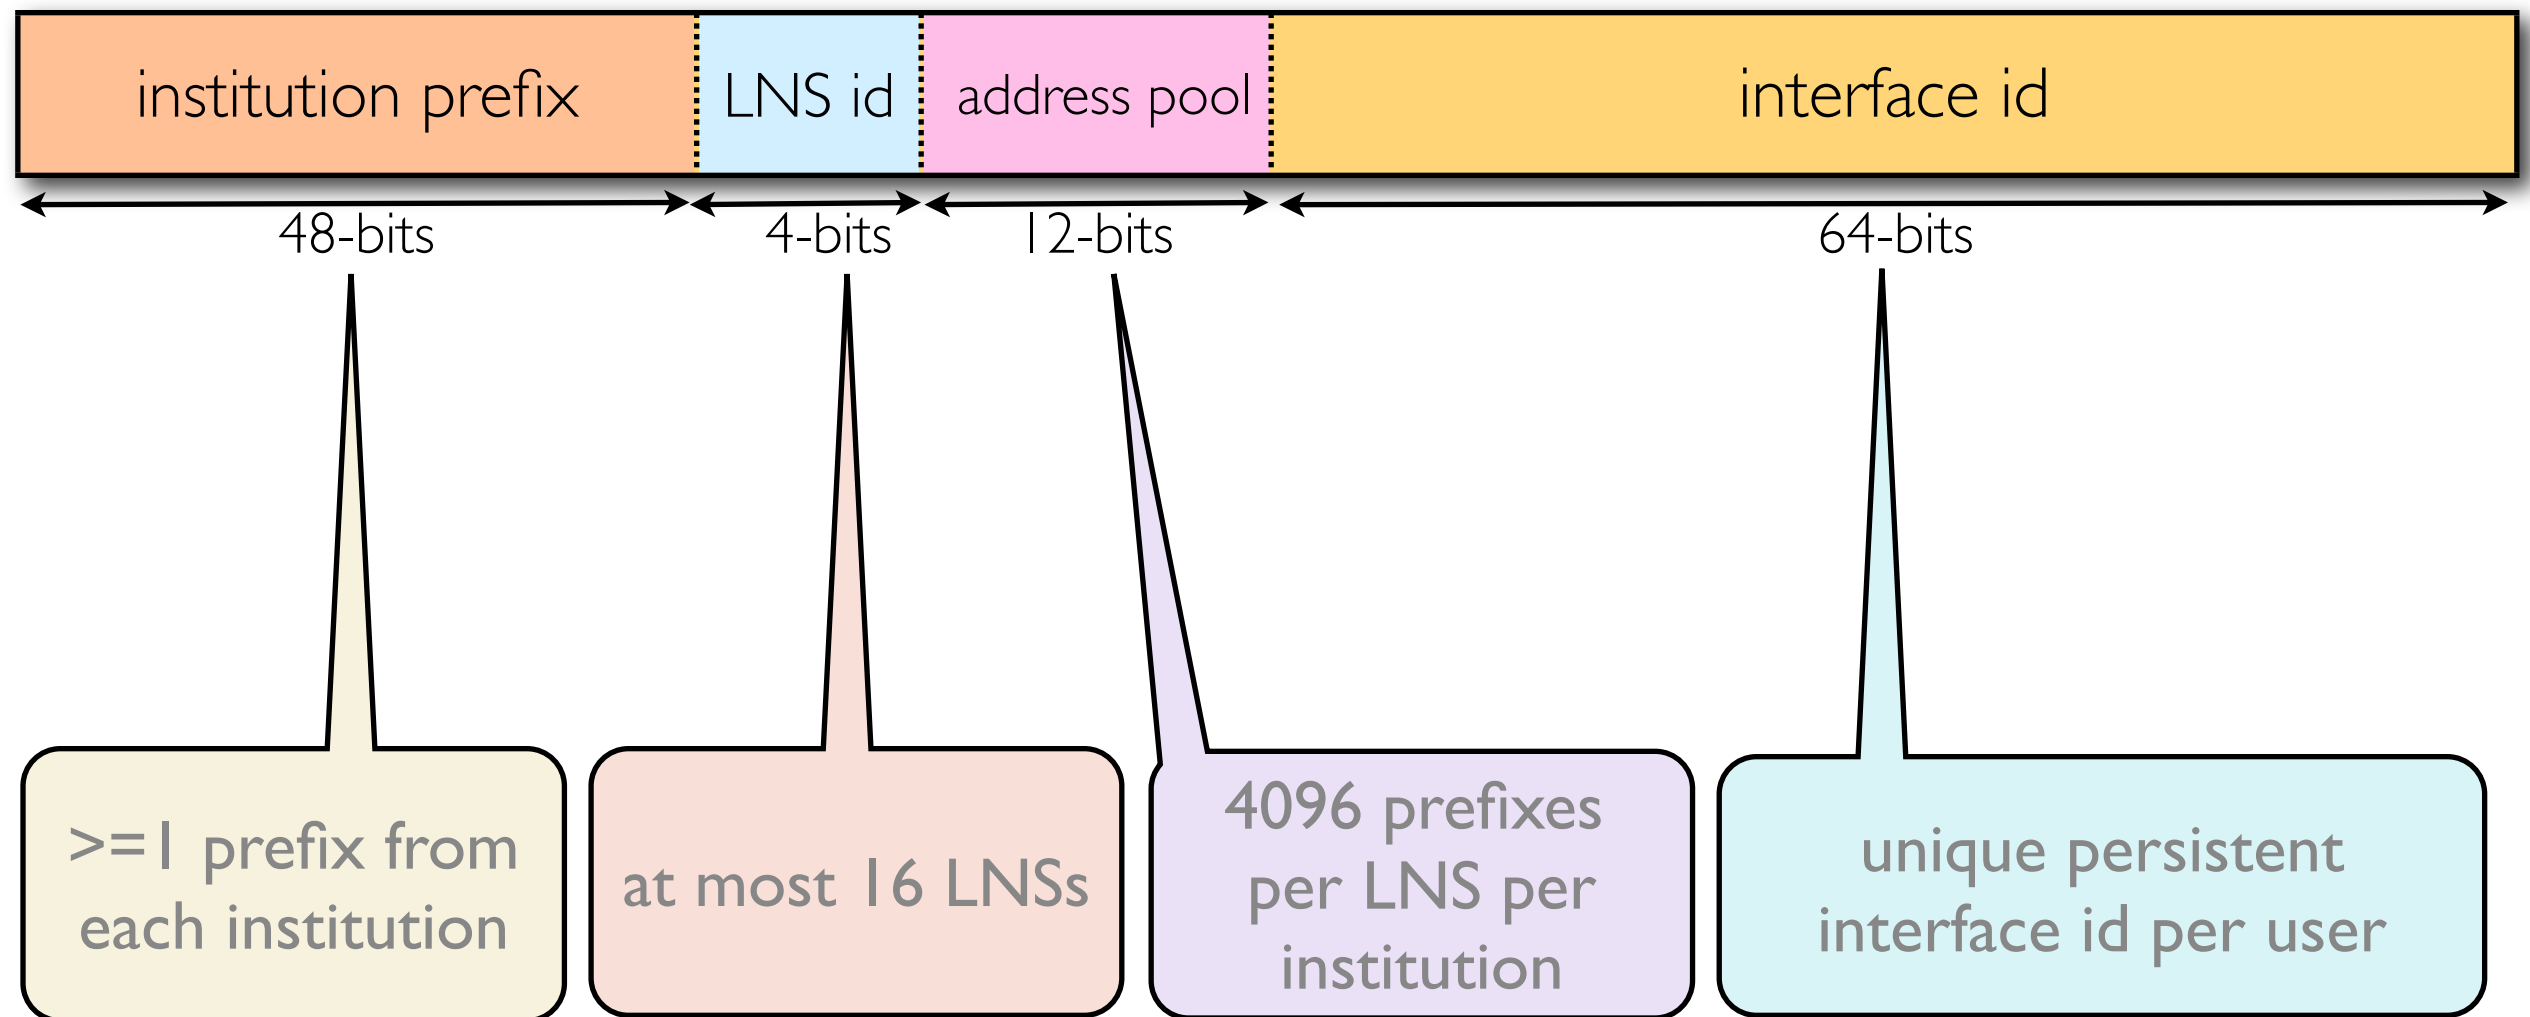 institution prefix LNS id address pool interface id
48-bits 4-bits 12-bits 64-bits
>=1 prefix from
each institution
at most 16 LNSs
4096 prefixes
per LNS per
institution
unique persistent
interface id per user